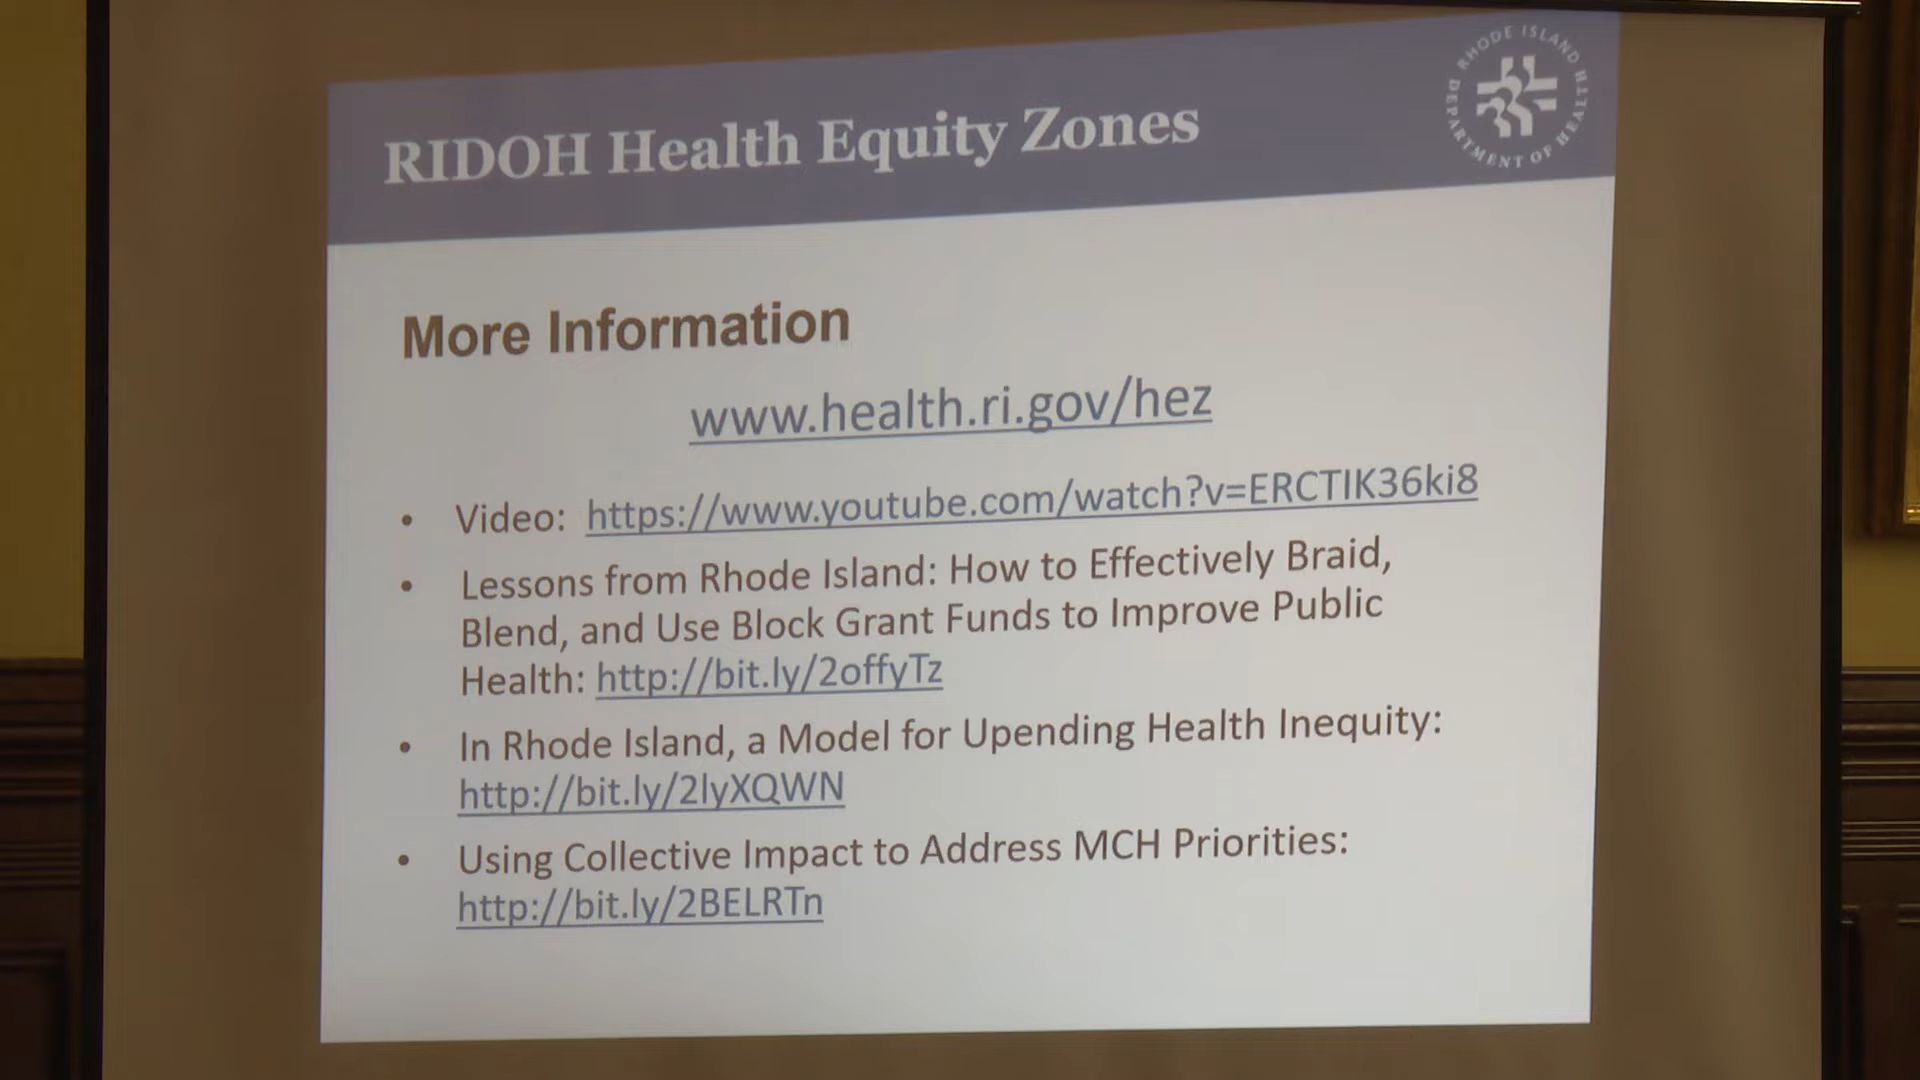 RIDOH Health Equity Zones
RHODE ISLAND
DEPARTMENT OF HEALTH
More Information
www.health.ri.gov/hez
• Video: https://www.youtube.com/watch?v=ERCTIK36ki8
• Lessons from Rhode Island: How to Effectively Braid,
Blend, and Use Block Grant Funds to Improve Public
Health: http://bit.ly/2offyTz
• In Rhode Island, a Model for Upending Health Inequity:
http://bit.ly/2lyXQWN
• Using Collective Impact to Address MCH Priorities:
http://bit.ly/2BELRTn